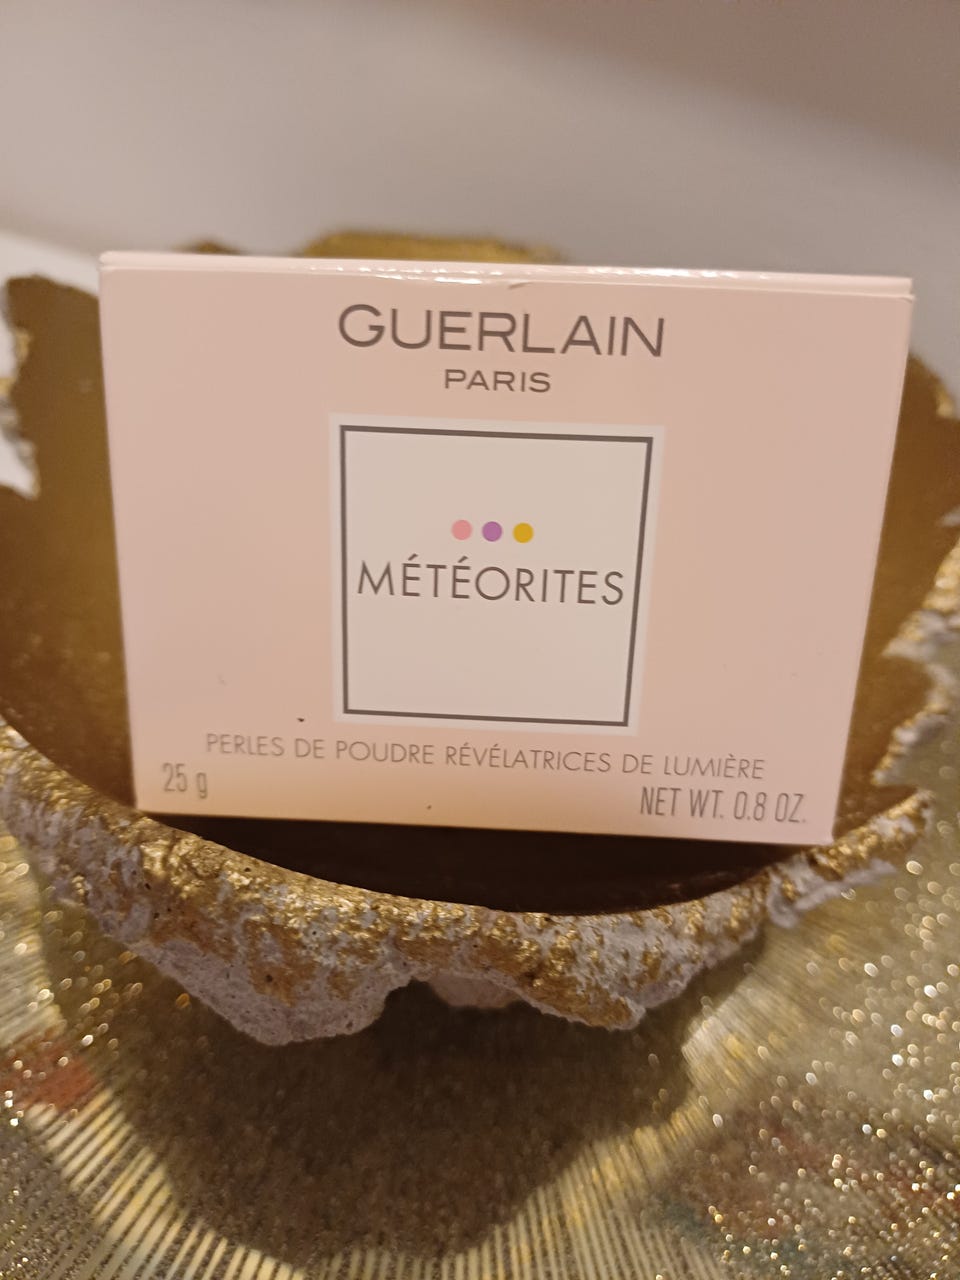 GUERLAIN
PARIS
MÉTÉORITES
PERLES DE POUDRE RÉVÉLATRICES DE LUMIÈRE
25 g
NET WT. 0.8 OZ.